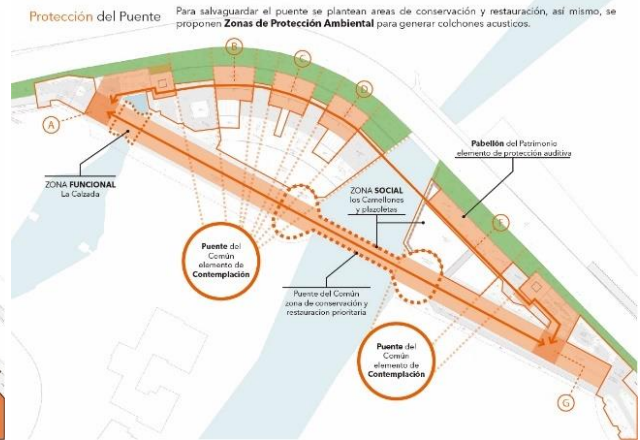 Protección del Puente
Para salvaguardar el puente se plantean areas de conservación y restauración, así mismo, se
proponen Zonas de Protección Ambiental para generar colchones acusticos.
B
C
D
A
Pabellón del Patrimonio
elemento de protección auditiva
ZONA FUNCIONAL
La Calzada
ZONA SOCIAL
los Camellones
y plazoletas
Puente del
Común
elemento de
Contemplación
Puente del Común
zona de conservación y
restauracion prioritaria
Puente del
Común
elemento de
Contemplación
G